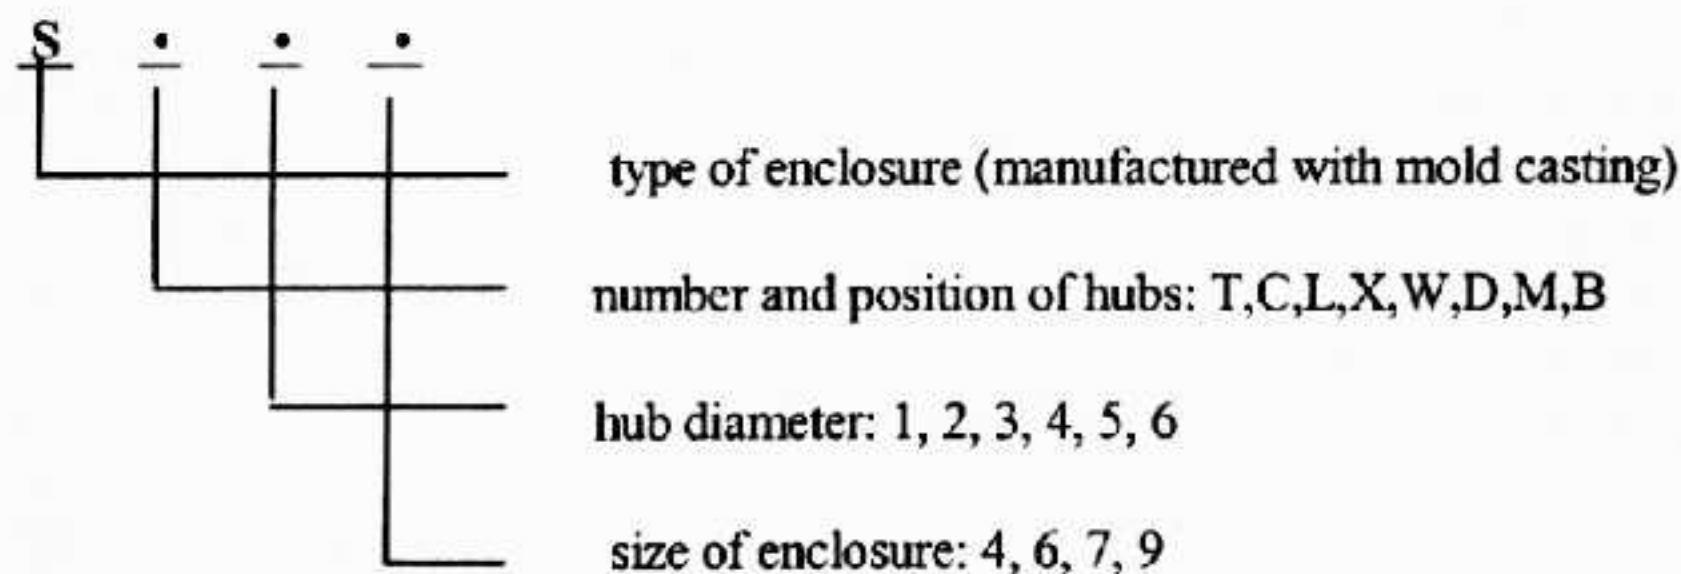 S • • •
type of enclosure (manufactured with mold casting)
number and position of hubs: T,C,L,X,W,D,M,B
hub diameter: 1, 2, 3, 4, 5, 6
size of enclosure: 4, 6, 7, 9